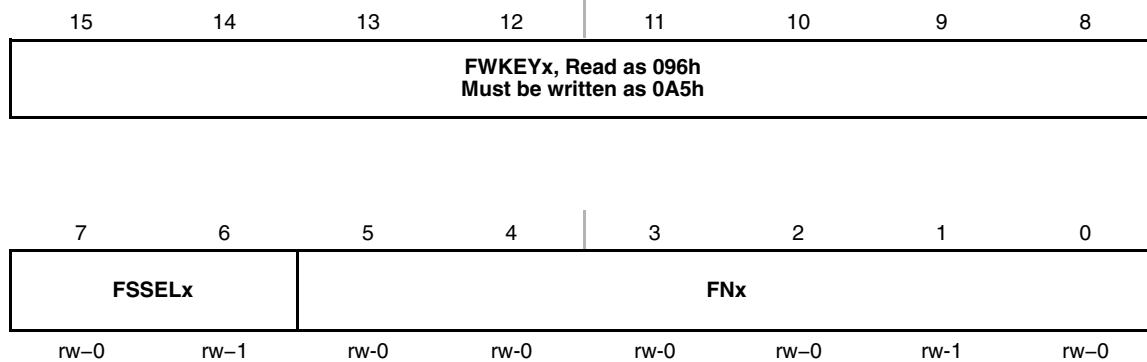 15 14 13 12 11 10 9 8
FWKEYx, Read as 096h
Must be written as 0A5h
7 6 5 4 3 2 1 0
FSSELx FNx
rw−0 rw−1 rw-0 rw-0 rw-0 rw−0 rw-1 rw−0